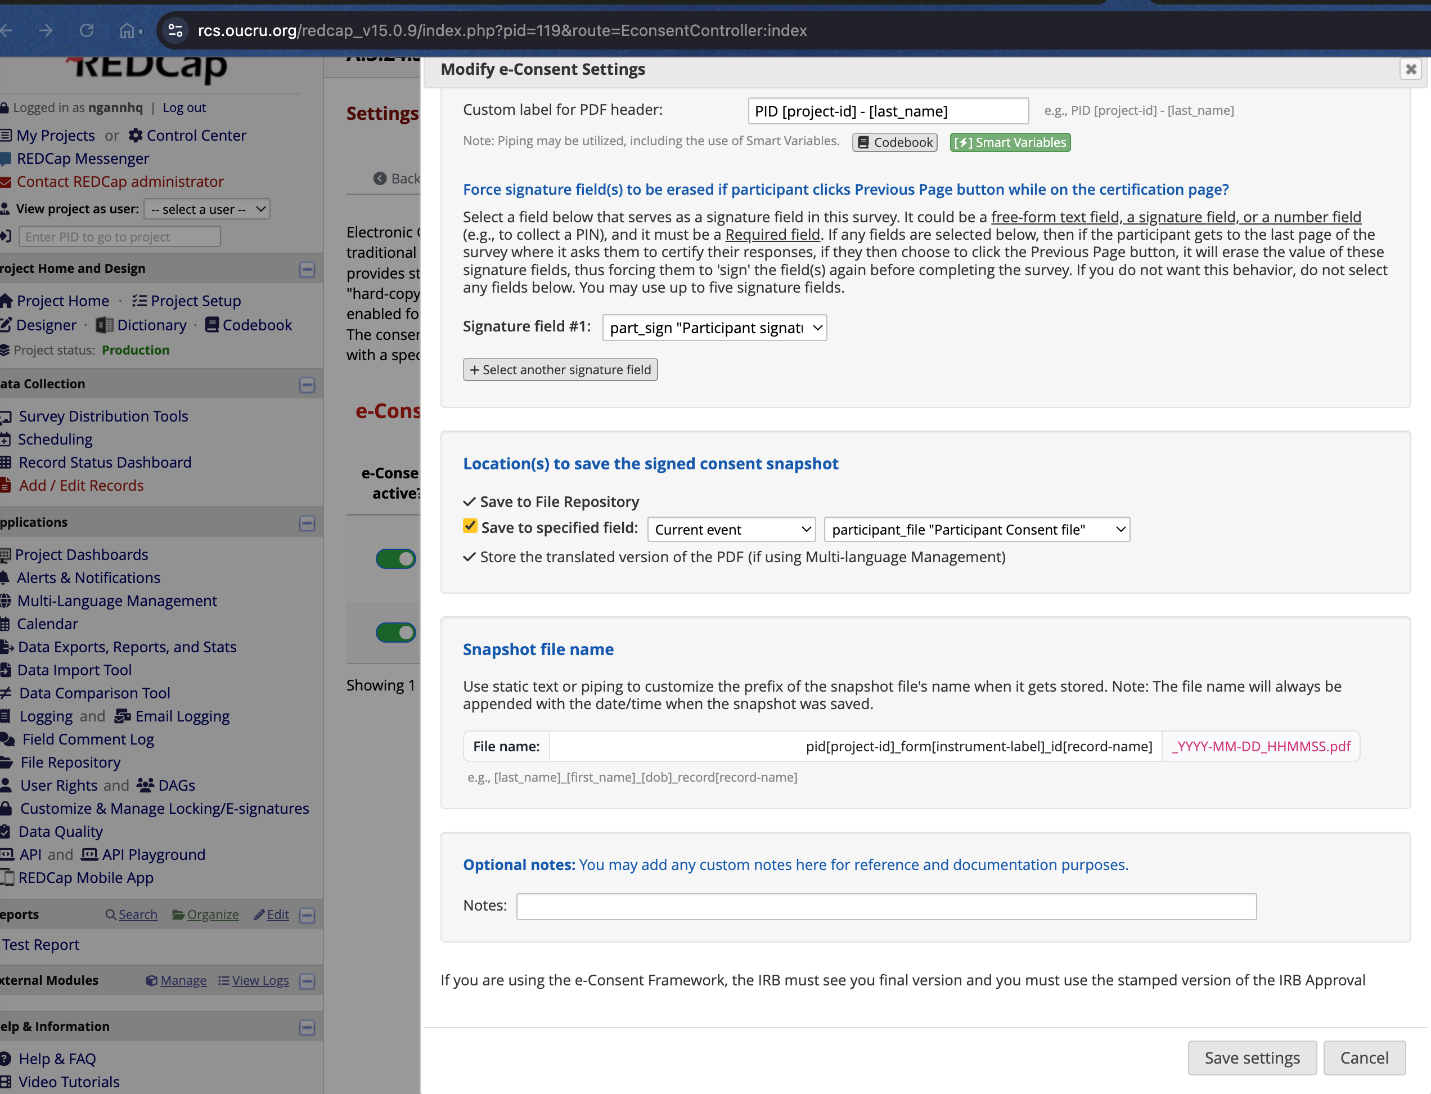 rcs.oucru.org/redcap_v15.0.9/index.php?pid=119&route=EconsentController:index
REDCap
Logged in as ngannhq | Log out
My Projects or Control Center
REDCap Messenger
Contact REDCap administrator
View project as user: -- select a user --
Enter PID to go to project
roject Home and Design
Project Home · Project Setup
Designer · Dictionary · Codebook
Project status: Production
ata Collection
Survey Distribution Tools
Scheduling
Record Status Dashboard
Add / Edit Records
pplications
Project Dashboards
Alerts & Notifications
Multi-Language Management
Calendar
Data Exports, Reports, and Stats
Data Import Tool
Data Comparison Tool
Logging and Email Logging
Field Comment Log
File Repository
User Rights and DAGs
Customize & Manage Locking/E-signatures
Data Quality
API and API Playground
REDCap Mobile App
eports Search Organize Edit
Test Report
xternal Modules Manage View Logs
elp & Information
Help & FAQ
Video Tutorials
Settings
Back
Electronic C
traditional
provides st
"hard-copy
enabled fo
The conser
with a spec
e-Cons
e-Conse
active?
Showing 1
Modify e-Consent Settings
Custom label for PDF header: PID [project-id] - [last_name] e.g., PID [project-id] - [last_name]
Note: Piping may be utilized, including the use of Smart Variables. Codebook [⚡] Smart Variables
Force signature field(s) to be erased if participant clicks Previous Page button while on the certification page?
Select a field below that serves as a signature field in this survey. It could be a free-form text field, a signature field, or a number field
(e.g., to collect a PIN), and it must be a Required field. If any fields are selected below, then if the participant gets to the last page of the
survey where it asks them to certify their responses, if they then choose to click the Previous Page button, it will erase the value of these
signature fields, thus forcing them to 'sign' the field(s) again before completing the survey. If you do not want this behavior, do not select
any fields below. You may use up to five signature fields.
Signature field #1: part_sign "Participant signatu
+ Select another signature field
Location(s) to save the signed consent snapshot
Save to File Repository
Save to specified field: Current event participant_file "Participant Consent file"
Store the translated version of the PDF (if using Multi-language Management)
Snapshot file name
Use static text or piping to customize the prefix of the snapshot file's name when it gets stored. Note: The file name will always be
appended with the date/time when the snapshot was saved.
File name: pid[project-id]_form[instrument-label]_id[record-name] _YYYY-MM-DD_HHMMSS.pdf
e.g., [last_name]_[first_name]_[dob]_record[record-name]
Optional notes: You may add any custom notes here for reference and documentation purposes.
Notes:
If you are using the e-Consent Framework, the IRB must see you final version and you must use the stamped version of the IRB Approval
Save settings Cancel